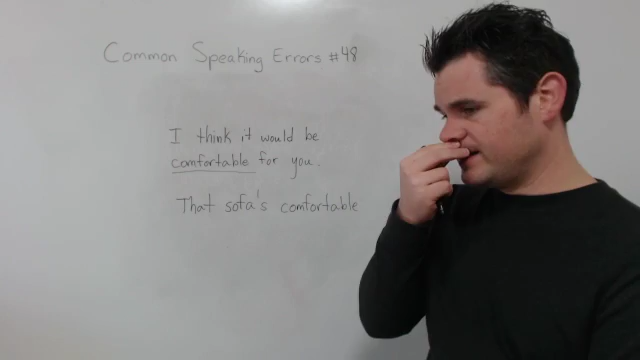 Common Speaking Errors #48
I think it would be
comfortable for you.
That sofa's comfortable